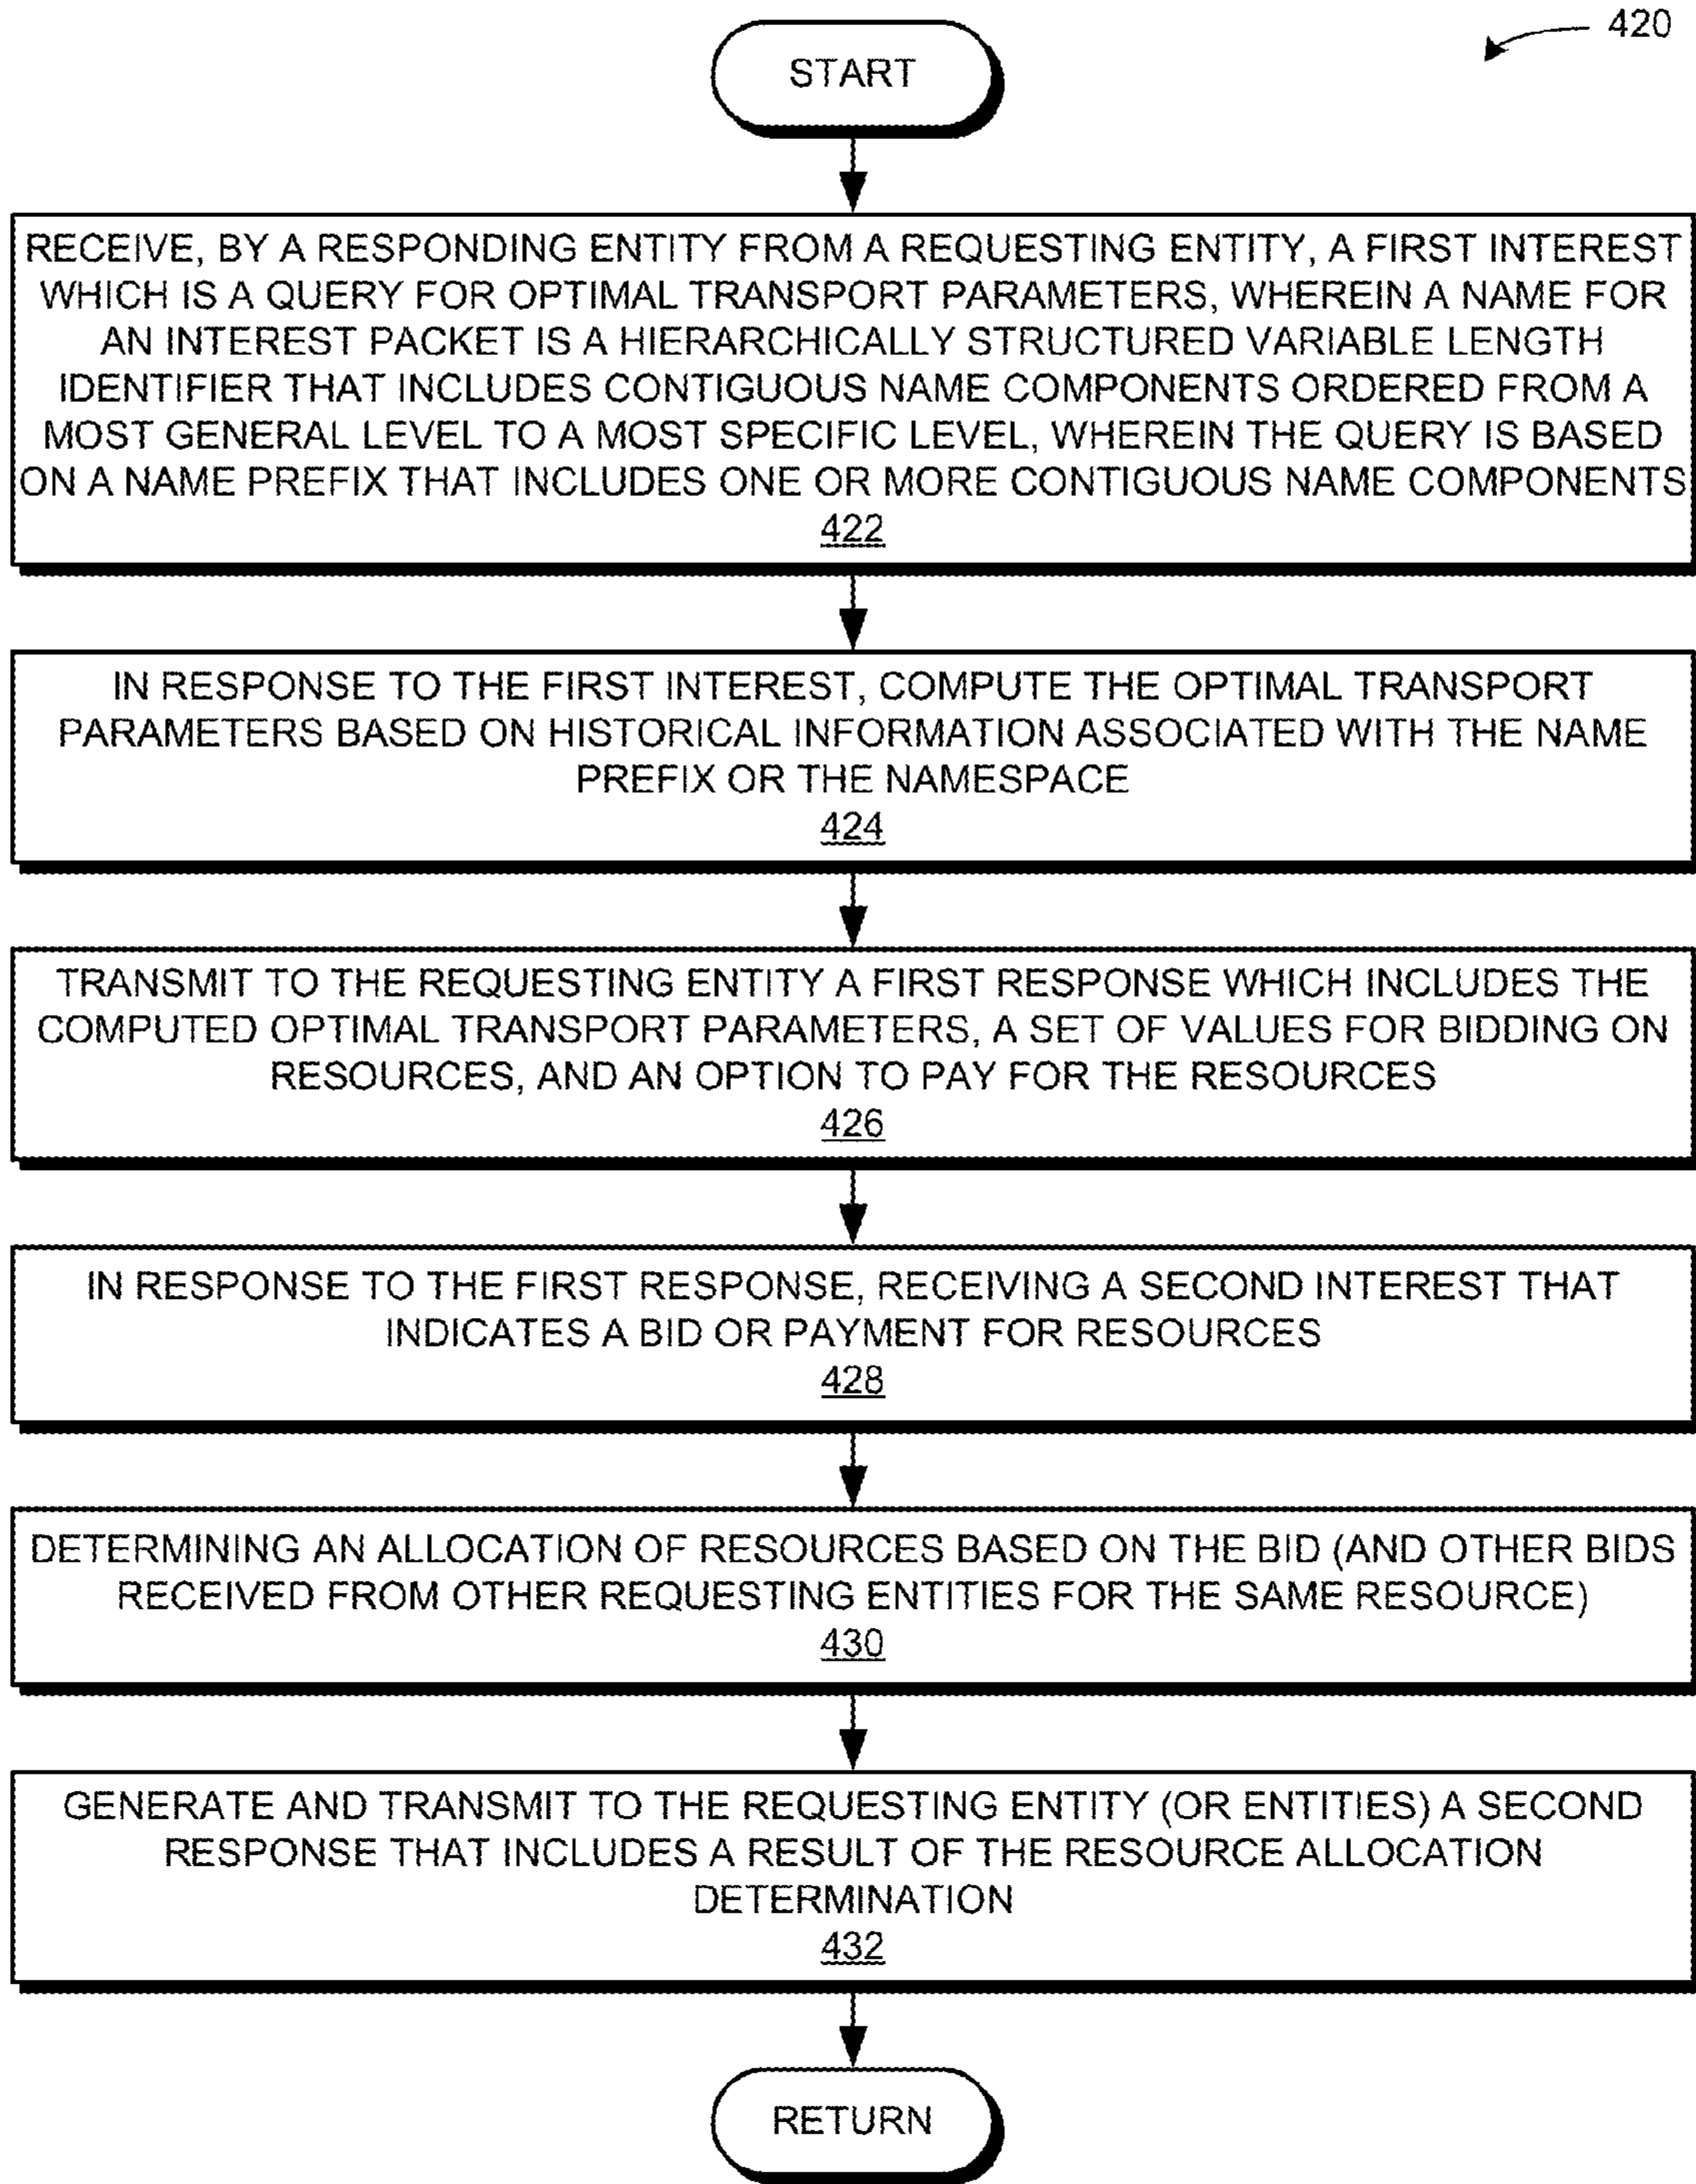 420
START
RECEIVE, BY A RESPONDING ENTITY FROM A REQUESTING ENTITY, A FIRST INTEREST
WHICH IS A QUERY FOR OPTIMAL TRANSPORT PARAMETERS, WHEREIN A NAME FOR
AN INTEREST PACKET IS A HIERARCHICALLY STRUCTURED VARIABLE LENGTH
IDENTIFIER THAT INCLUDES CONTIGUOUS NAME COMPONENTS ORDERED FROM A
MOST GENERAL LEVEL TO A MOST SPECIFIC LEVEL, WHEREIN THE QUERY IS BASED
ON A NAME PREFIX THAT INCLUDES ONE OR MORE CONTIGUOUS NAME COMPONENTS
422
IN RESPONSE TO THE FIRST INTEREST, COMPUTE THE OPTIMAL TRANSPORT
PARAMETERS BASED ON HISTORICAL INFORMATION ASSOCIATED WITH THE NAME
PREFIX OR THE NAMESPACE
424
TRANSMIT TO THE REQUESTING ENTITY A FIRST RESPONSE WHICH INCLUDES THE
COMPUTED OPTIMAL TRANSPORT PARAMETERS, A SET OF VALUES FOR BIDDING ON
RESOURCES, AND AN OPTION TO PAY FOR THE RESOURCES
426
IN RESPONSE TO THE FIRST RESPONSE, RECEIVING A SECOND INTEREST THAT
INDICATES A BID OR PAYMENT FOR RESOURCES
428
DETERMINING AN ALLOCATION OF RESOURCES BASED ON THE BID (AND OTHER BIDS
RECEIVED FROM OTHER REQUESTING ENTITIES FOR THE SAME RESOURCE)
430
GENERATE AND TRANSMIT TO THE REQUESTING ENTITY (OR ENTITIES) A SECOND
RESPONSE THAT INCLUDES A RESULT OF THE RESOURCE ALLOCATION
DETERMINATION
432
RETURN